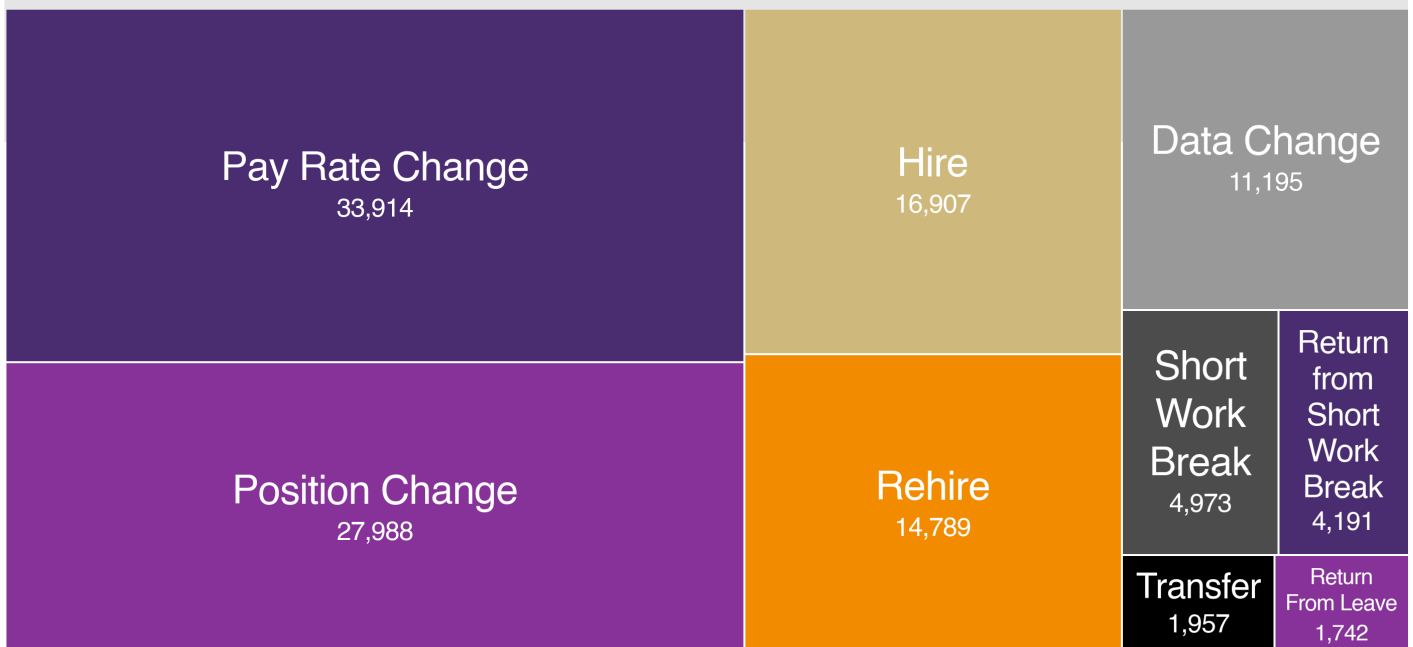 Pay Rate Change
33,914
Position Change
27,988
Hire
16,907
Rehire
14,789
Data Change
11,195
Short
Work
Break
4,973
Return
from
Short
Work
Break
4,191
Transfer
1,957
Return
From Leave
1,742